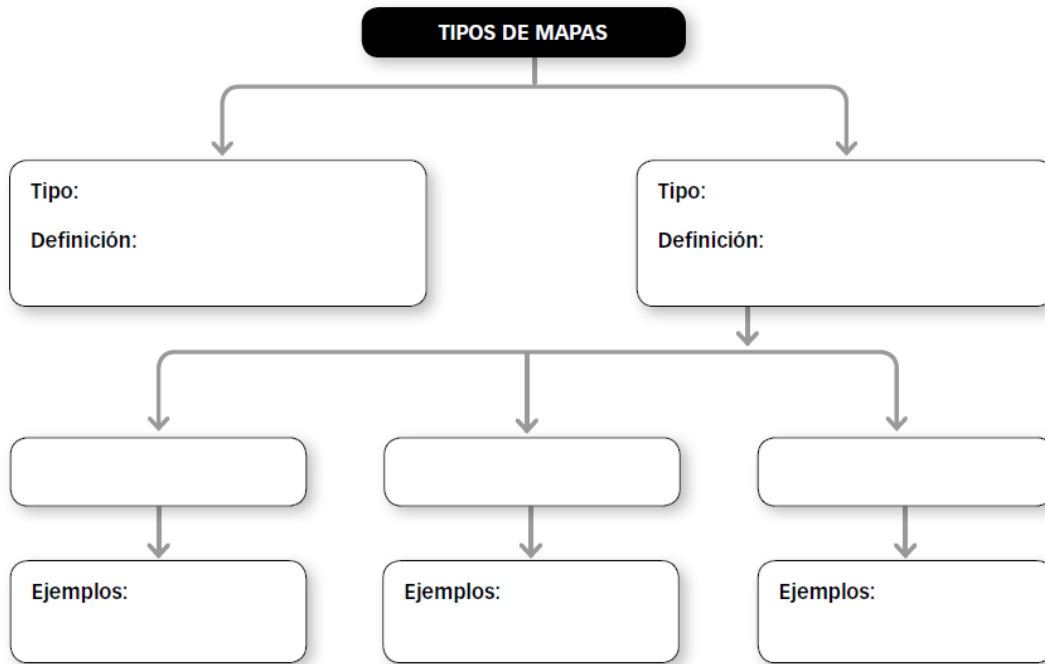 TIPOS DE MAPAS
Tipo:
Definición:
Tipo:
Definición:
Ejemplos:
Ejemplos:
Ejemplos: